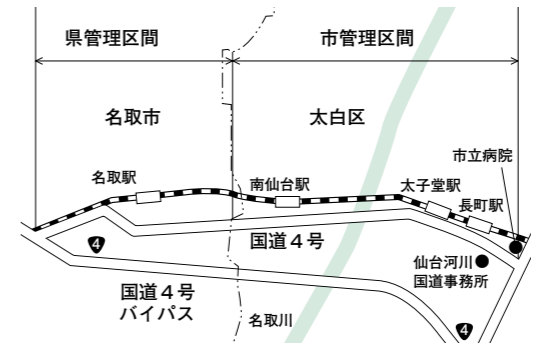 県管理区間
市管理区間
名取市
太白区
市立病院
名取駅
南仙台駅
太子堂駅
長町駅
国道４号
4
仙台河川
国道事務所
国道４号
バイパス
名取川
4